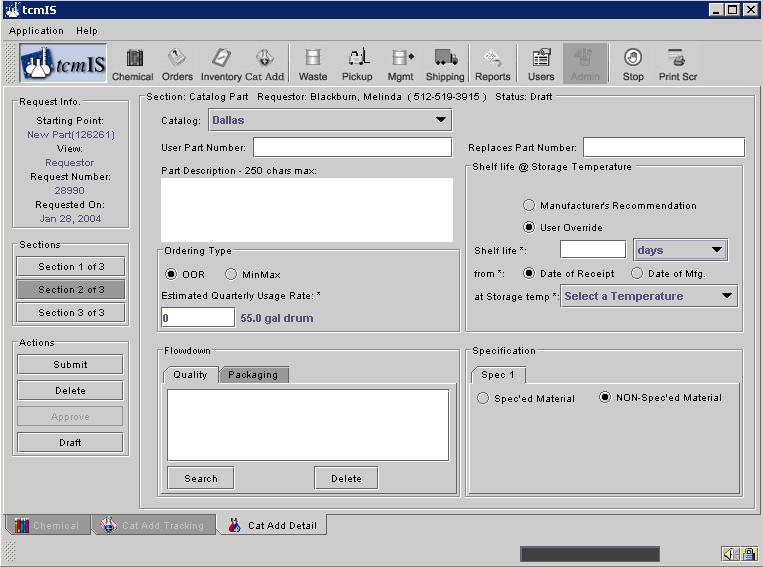 tcmIS
Application Help
tcmIS Chemical Orders Inventory Cat Add Waste Pickup Mgmt Shipping Reports Users Admin Stop Print Scr
Request Info.
Starting Point:
New Part(126261)
View:
Requestor
Request Number:
28990
Requested On:
Jan 28, 2004
Sections
Section 1 of 3
Section 2 of 3
Section 3 of 3
Actions
Submit
Delete
Approve
Draft
Section: Catalog Part Requestor: Blackburn, Melinda ( 512-519-3915 ) Status: Draft
Catalog: Dallas
User Part Number:
Replaces Part Number:
Part Description - 250 chars max:
Ordering Type
OOR MinMax
Estimated Quarterly Usage Rate: *
0 55.0 gal drum
Shelf life @ Storage Temperature
Manufacturer's Recommendation
User Override
Shelf life *: days
from *: Date of Receipt Date of Mfg.
at Storage temp *: Select a Temperature
Flowdown
Quality Packaging
Search Delete
Specification
Spec 1
Spec'ed Material NON-Spec'ed Material
Chemical Cat Add Tracking Cat Add Detail